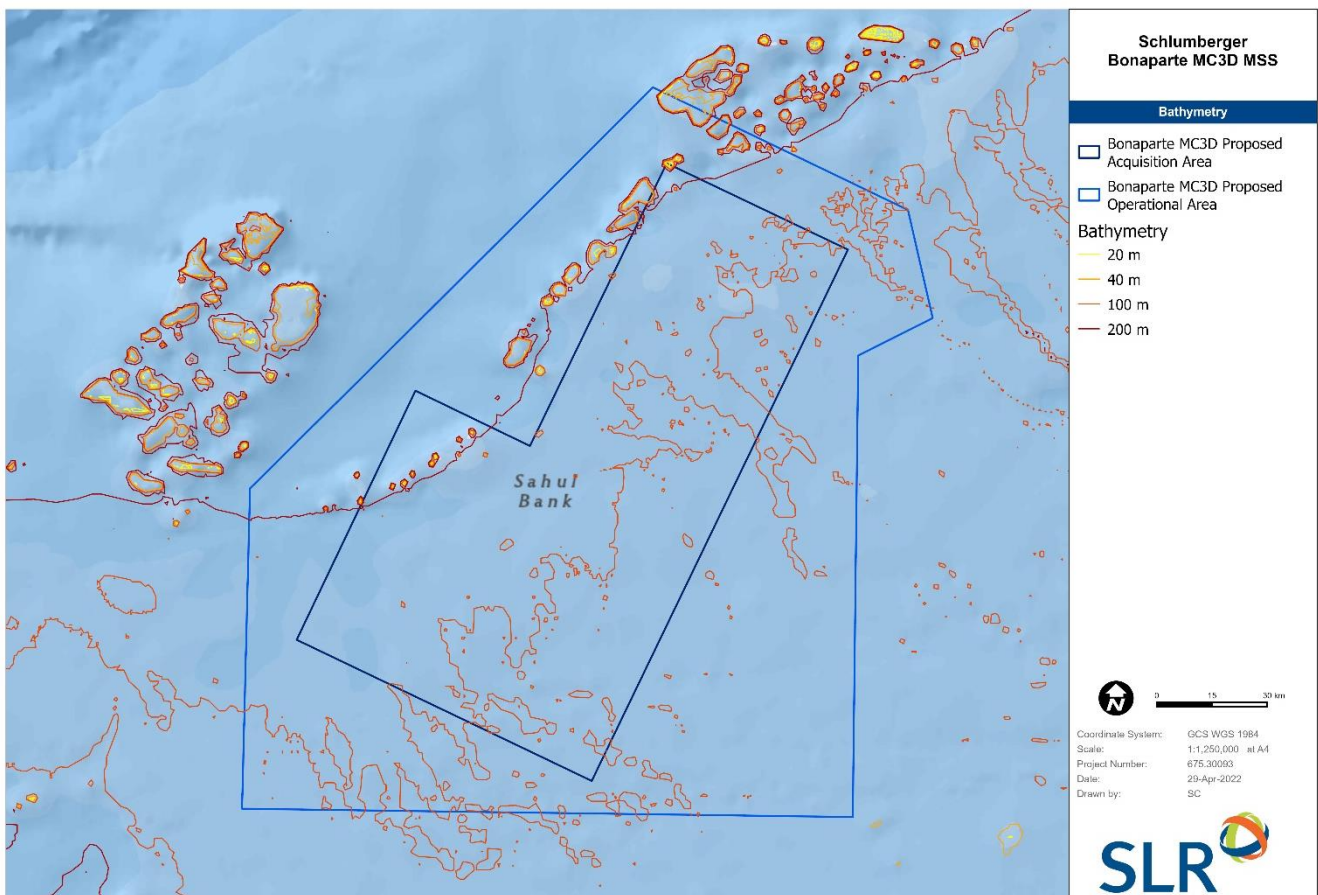 Sahul
Bank
Schlumberger
Bonaparte MC3D MSS
Bathymetry
Bonaparte MC3D Proposed
Acquisition Area
Bonaparte MC3D Proposed
Operational Area
Bathymetry
20 m
40 m
100 m
200 m
N
0 15 30 km
Coordinate System: GCS WGS 1984
Scale: 1:1,250,000 at A4
Project Number: 675.30093
Date: 29-Apr-2022
Drawn by: SC
SLR